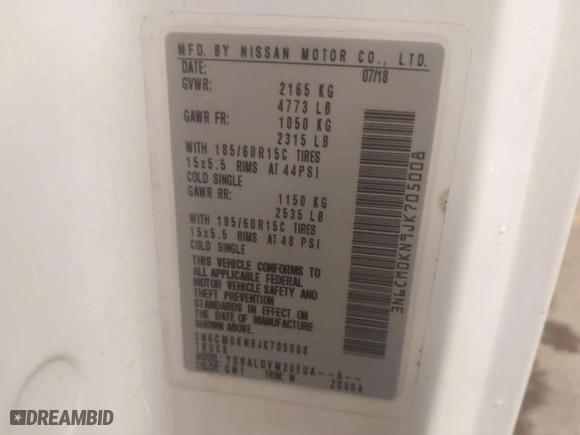 MFD. BY NISSAN MOTOR CO., LTD.
DATE: 07/18
GVWR: 2165 KG
4773 LB
GAWR FR: 1050 KG
2315 LB
WITH 185/60R15C TIRES
15x5.5 RIMS AT 44PSI
COLD SINGLE
GAWR RR: 1150 KG
2535 LB
WITH 185/60R15C TIRES
15x5.5 RIMS AT 48 PSI
COLD SINGLE
THIS VEHICLE CONFORMS TO
ALL APPLICABLE FEDERAL
MOTOR VEHICLE SAFETY AND
THEFT PREVENTION
STANDARDS IN EFFECT ON
THE DATE OF MANUFACTURE
SHOWN ABOVE.
3N6CM0KN9JK705008
TRUCK
MODEL:
COLOR: QM1 TRIM:
3N6CM0KN9JK705008
DREAMBID